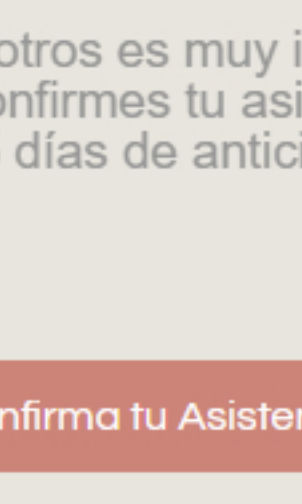 otros es muy i
onfirmes tu asi
días de antici
nfirma tu Asister